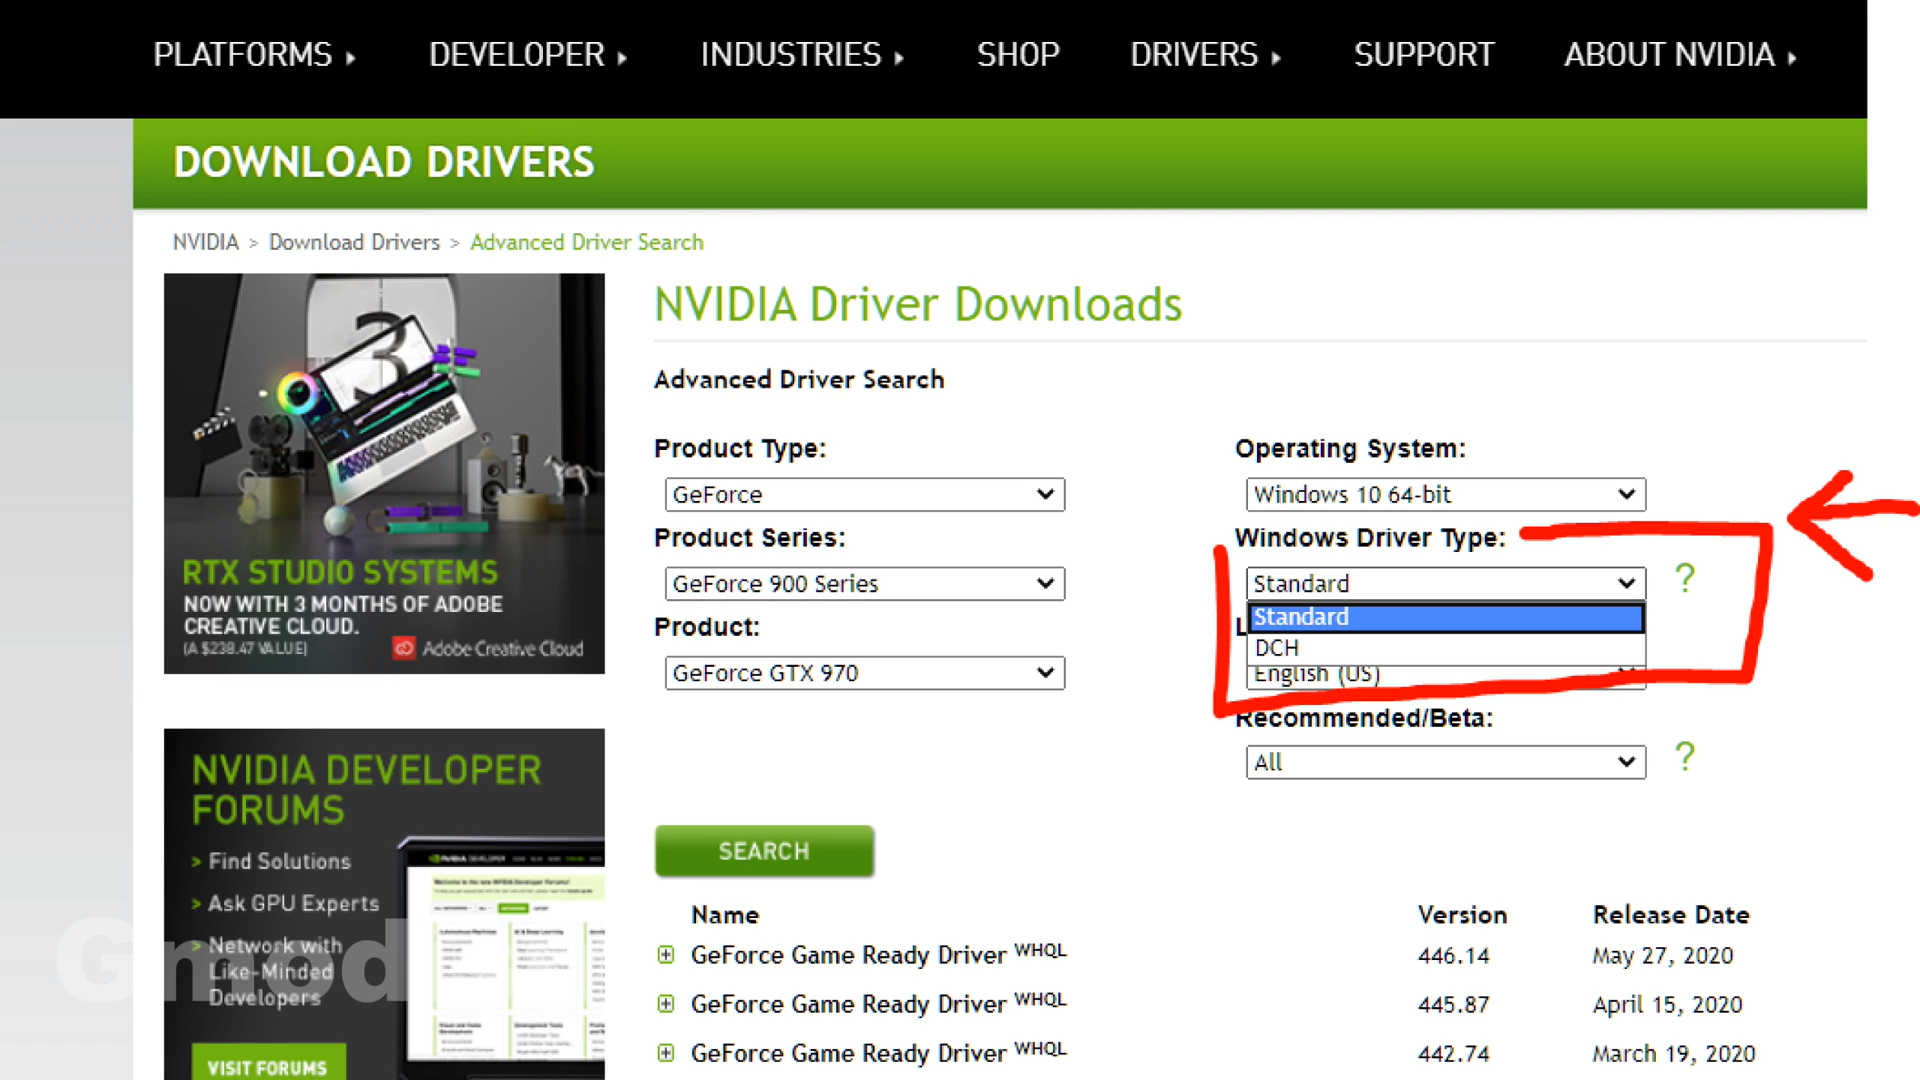 PLATFORMS DEVELOPER INDUSTRIES SHOP DRIVERS SUPPORT ABOUT NVIDIA
DOWNLOAD DRIVERS
NVIDIA > Download Drivers > Advanced Driver Search
RTX STUDIO SYSTEMS
NOW WITH 3 MONTHS OF ADOBE
CREATIVE CLOUD.
(A $238.47 VALUE)
Adobe Creative Cloud
NVIDIA DEVELOPER
FORUMS
> Find Solutions
> Ask GPU Experts
> Network with
Like-Minded
Developers
VISIT FORUMS
Gmod
NVIDIA Driver Downloads
Advanced Driver Search
Product Type:
GeForce
Product Series:
GeForce 900 Series
Product:
GeForce GTX 970
Operating System:
Windows 10 64-bit
Windows Driver Type:
Standard
?
Standard
DCH
English (US)
Recommended/Beta:
All
?
SEARCH
Name Version Release Date
GeForce Game Ready Driver WHQL 446.14 May 27, 2020
GeForce Game Ready Driver WHQL 445.87 April 15, 2020
GeForce Game Ready Driver WHQL 442.74 March 19, 2020